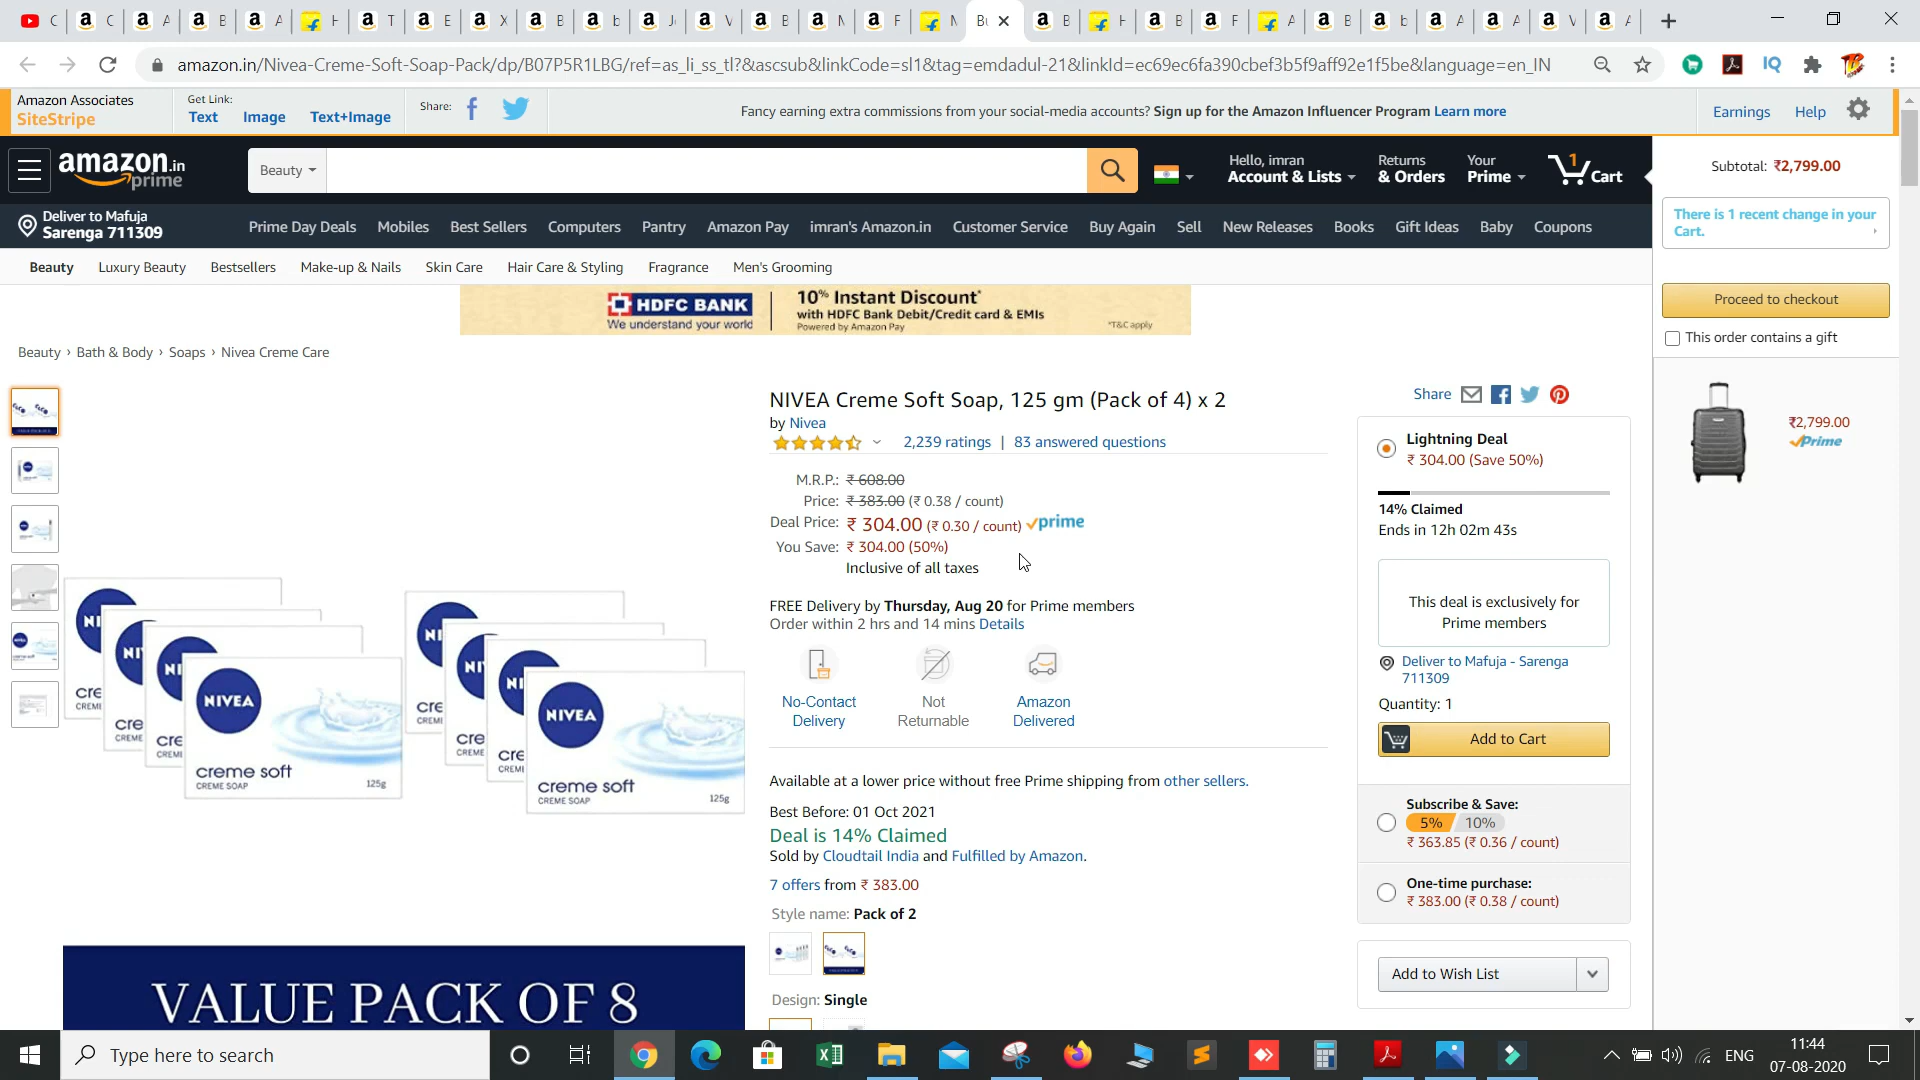 amazon.in/Nivea-Creme-Soft-Soap-Pack/dp/B07P5R1LBG/ref=as_li_ss_tl?&ascsub&linkCode=sl1&tag=emdadul-21&linkId=ec69ec6fa390cbef3b5f9aff92e1f5be&language=en_IN
Amazon Associates
SiteStripe
Get Link:
Text Image Text+Image
Share:
Fancy earning extra commissions from your social-media accounts? Sign up for the Amazon Influencer Program Learn more
Earnings Help
amazon.in
prime
Beauty
Hello, imran
Account & Lists
Returns
& Orders
Your
Prime
1
Cart
Deliver to Mafuja
Sarenga 711309
Prime Day Deals Mobiles Best Sellers Computers Pantry Amazon Pay imran's Amazon.in Customer Service Buy Again Sell New Releases Books Gift Ideas Baby Coupons
Beauty Luxury Beauty Bestsellers Make-up & Nails Skin Care Hair Care & Styling Fragrance Men's Grooming
Subtotal: ₹2,799.00
There is 1 recent change in your
Cart.
Proceed to checkout
This order contains a gift
₹2,799.00
Prime
HDFC BANK
We understand your world
10% Instant Discount*
with HDFC Bank Debit/Credit card & EMIs
Powered by Amazon Pay
*T&C apply
Beauty › Bath & Body › Soaps › Nivea Creme Care
NIVEA
creme soft
CREME SOAP
125g
NIVEA
creme soft
CREME SOAP
125g
VALUE PACK OF 8
NIVEA Creme Soft Soap, 125 gm (Pack of 4) x 2
by Nivea
2,239 ratings | 83 answered questions
M.R.P.: ₹ 608.00
Price: ₹ 383.00 (₹ 0.38 / count)
Deal Price: ₹ 304.00 (₹ 0.30 / count) prime
You Save: ₹ 304.00 (50%)
Inclusive of all taxes
FREE Delivery by Thursday, Aug 20 for Prime members
Order within 2 hrs and 14 mins Details
No-Contact
Delivery
Not
Returnable
Amazon
Delivered
Available at a lower price without free Prime shipping from other sellers.
Best Before: 01 Oct 2021
Deal is 14% Claimed
Sold by Cloudtail India and Fulfilled by Amazon.
7 offers from ₹ 383.00
Style name: Pack of 2
Design: Single
Share
Lightning Deal
₹ 304.00 (Save 50%)
14% Claimed
Ends in 12h 02m 43s
This deal is exclusively for
Prime members
Deliver to Mafuja - Sarenga
711309
Quantity: 1
Add to Cart
Subscribe & Save:
5% 10%
₹ 363.85 (₹ 0.36 / count)
One-time purchase:
₹ 383.00 (₹ 0.38 / count)
Add to Wish List
Type here to search
ENG
11:44
07-08-2020